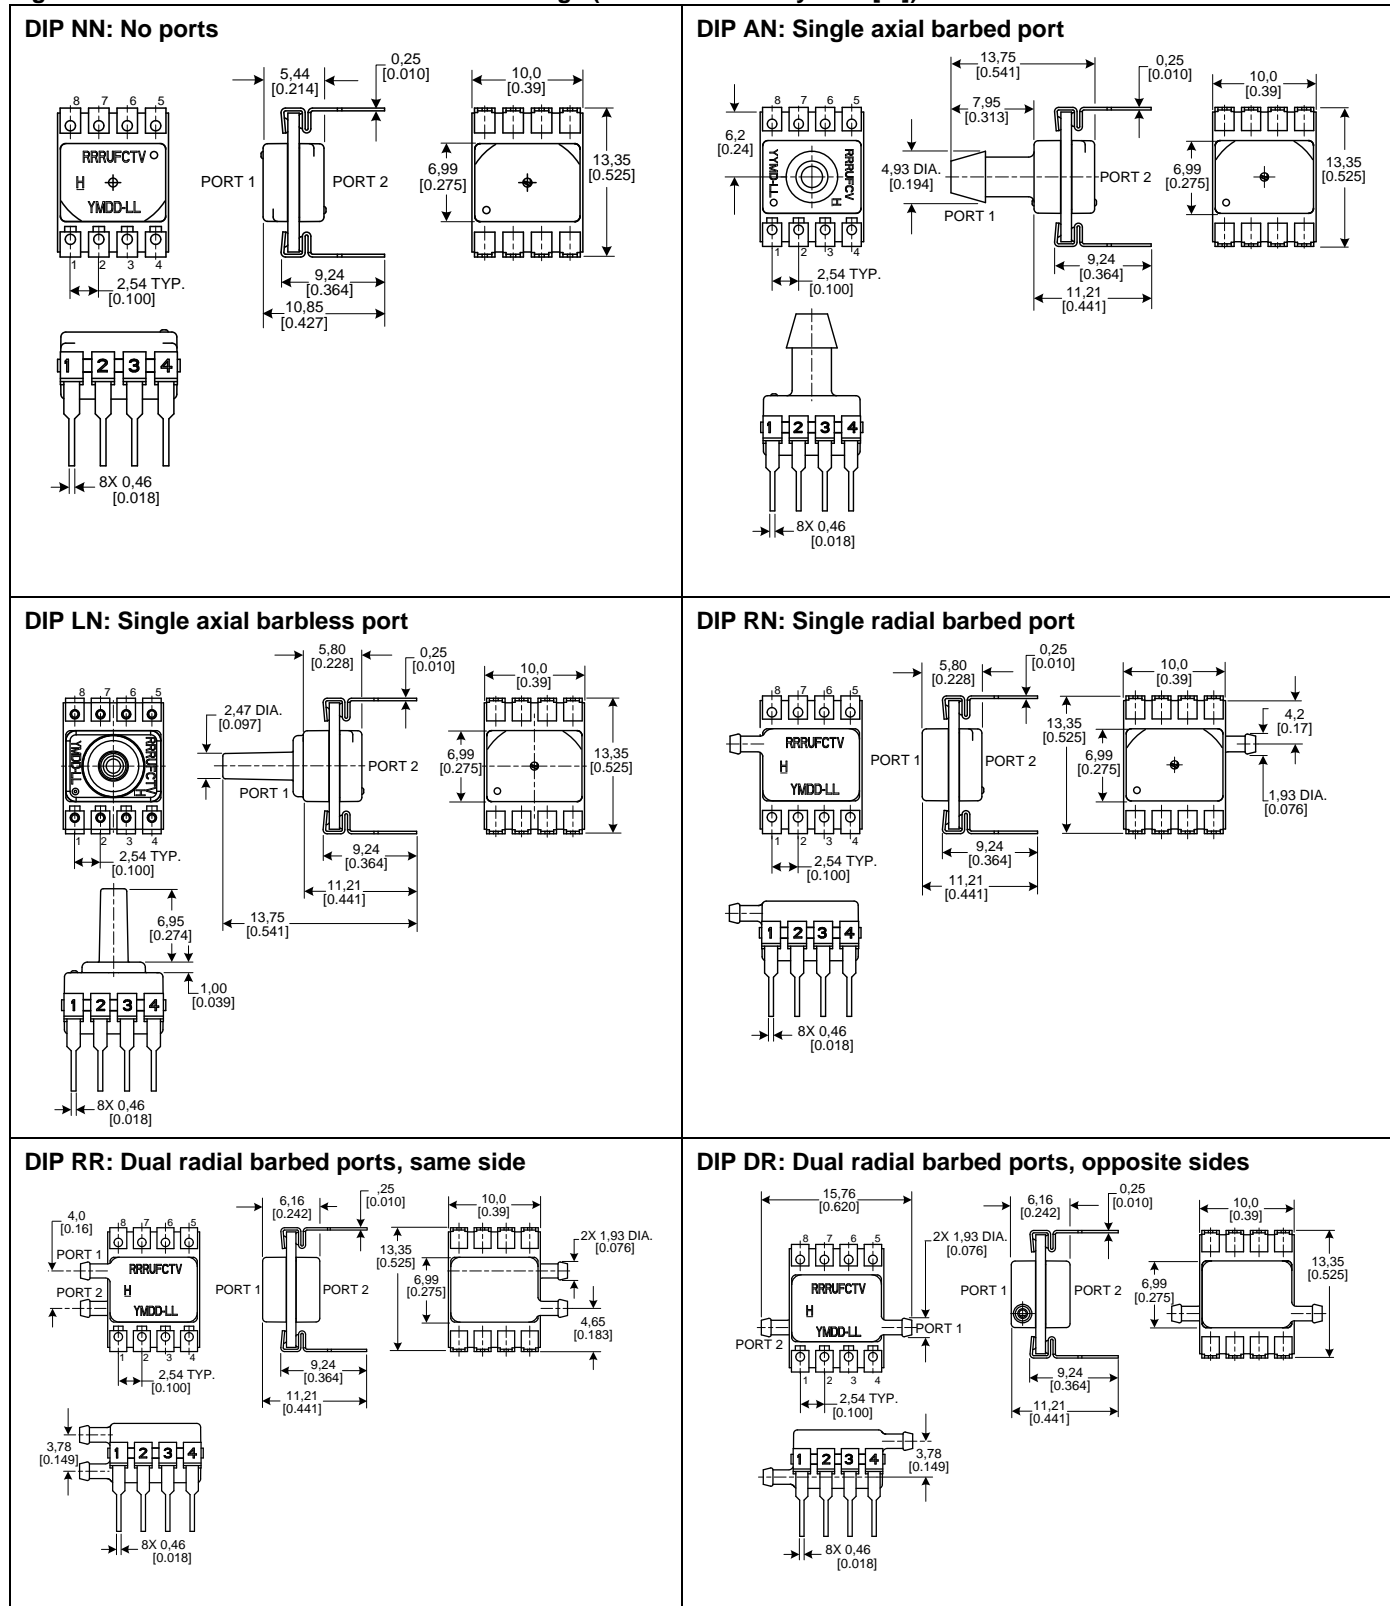 DIP NN: No ports
5,44
[0.214]
0,25
[0.010]
10,0
[0.39]
8 7 6 5
RRRUFCTV
H
YMDD-LL
1 2 3 4
2,54 TYP.
[0.100]
PORT 1
PORT 2
6,99
[0.275]
13,35
[0.525]
9,24
[0.364]
10,85
[0.427]
1 2 3 4
8X 0,46
[0.018]
DIP AN: Single axial barbed port
13,75
[0.541]
0,25
[0.010]
7,95
[0.313]
10,0
[0.39]
8 7 6 5
6,2
[0.24]
YYMD-LL
RRRUFCV
H
1 2 3 4
2,54 TYP.
[0.100]
4,93 DIA.
[0.194]
PORT 1
PORT 2
6,99
[0.275]
13,35
[0.525]
9,24
[0.364]
11,21
[0.441]
1 2 3 4
8X 0,46
[0.018]
DIP LN: Single axial barbless port
5,80
[0.228]
0,25
[0.010]
10,0
[0.39]
8 7 6 5
YMDD-LL
RRRUFCTV
H
1 2 3 4
2,54 TYP.
[0.100]
2,47 DIA.
[0.097]
PORT 1
PORT 2
6,99
[0.275]
13,35
[0.525]
9,24
[0.364]
11,21
[0.441]
13,75
[0.541]
6,95
[0.274]
1,00
[0.039]
1 2 3 4
8X 0,46
[0.018]
DIP RN: Single radial barbed port
5,80
[0.228]
0,25
[0.010]
10,0
[0.39]
8 7 6 5
RRRUFCTV
H
YMDD-LL
1 2 3 4
2,54 TYP.
[0.100]
PORT 1
PORT 2
13,35
[0.525]
6,99
[0.275]
4,2
[0.17]
1,93 DIA.
[0.076]
9,24
[0.364]
11,21
[0.441]
1 2 3 4
8X 0,46
[0.018]
DIP RR: Dual radial barbed ports, same side
4,0
[0.16]
6,16
[0.242]
,25
[0.010]
10,0
[0.39]
8 7 6 5
PORT 1
PORT 2
RRRUFCTV
H
YMDD-LL
1 2 3 4
2,54 TYP.
[0.100]
PORT 1
PORT 2
13,35
[0.525]
6,99
[0.275]
2X 1,93 DIA.
[0.076]
4,65
[0.183]
9,24
[0.364]
11,21
[0.441]
3,78
[0.149]
1 2 3 4
8X 0,46
[0.018]
DIP DR: Dual radial barbed ports, opposite sides
15,76
[0.620]
6,16
[0.242]
0,25
[0.010]
10,0
[0.39]
8 7 6 5
2X 1,93 DIA.
[0.076]
RRRUFCTV
H
YMDD-LL
PORT 2
PORT 1
1 2 3 4
2,54 TYP.
[0.100]
PORT 1
PORT 2
6,99
[0.275]
13,35
[0.525]
9,24
[0.364]
11,21
[0.441]
3,78
[0.149]
1 2 3 4
8X 0,46
[0.018]